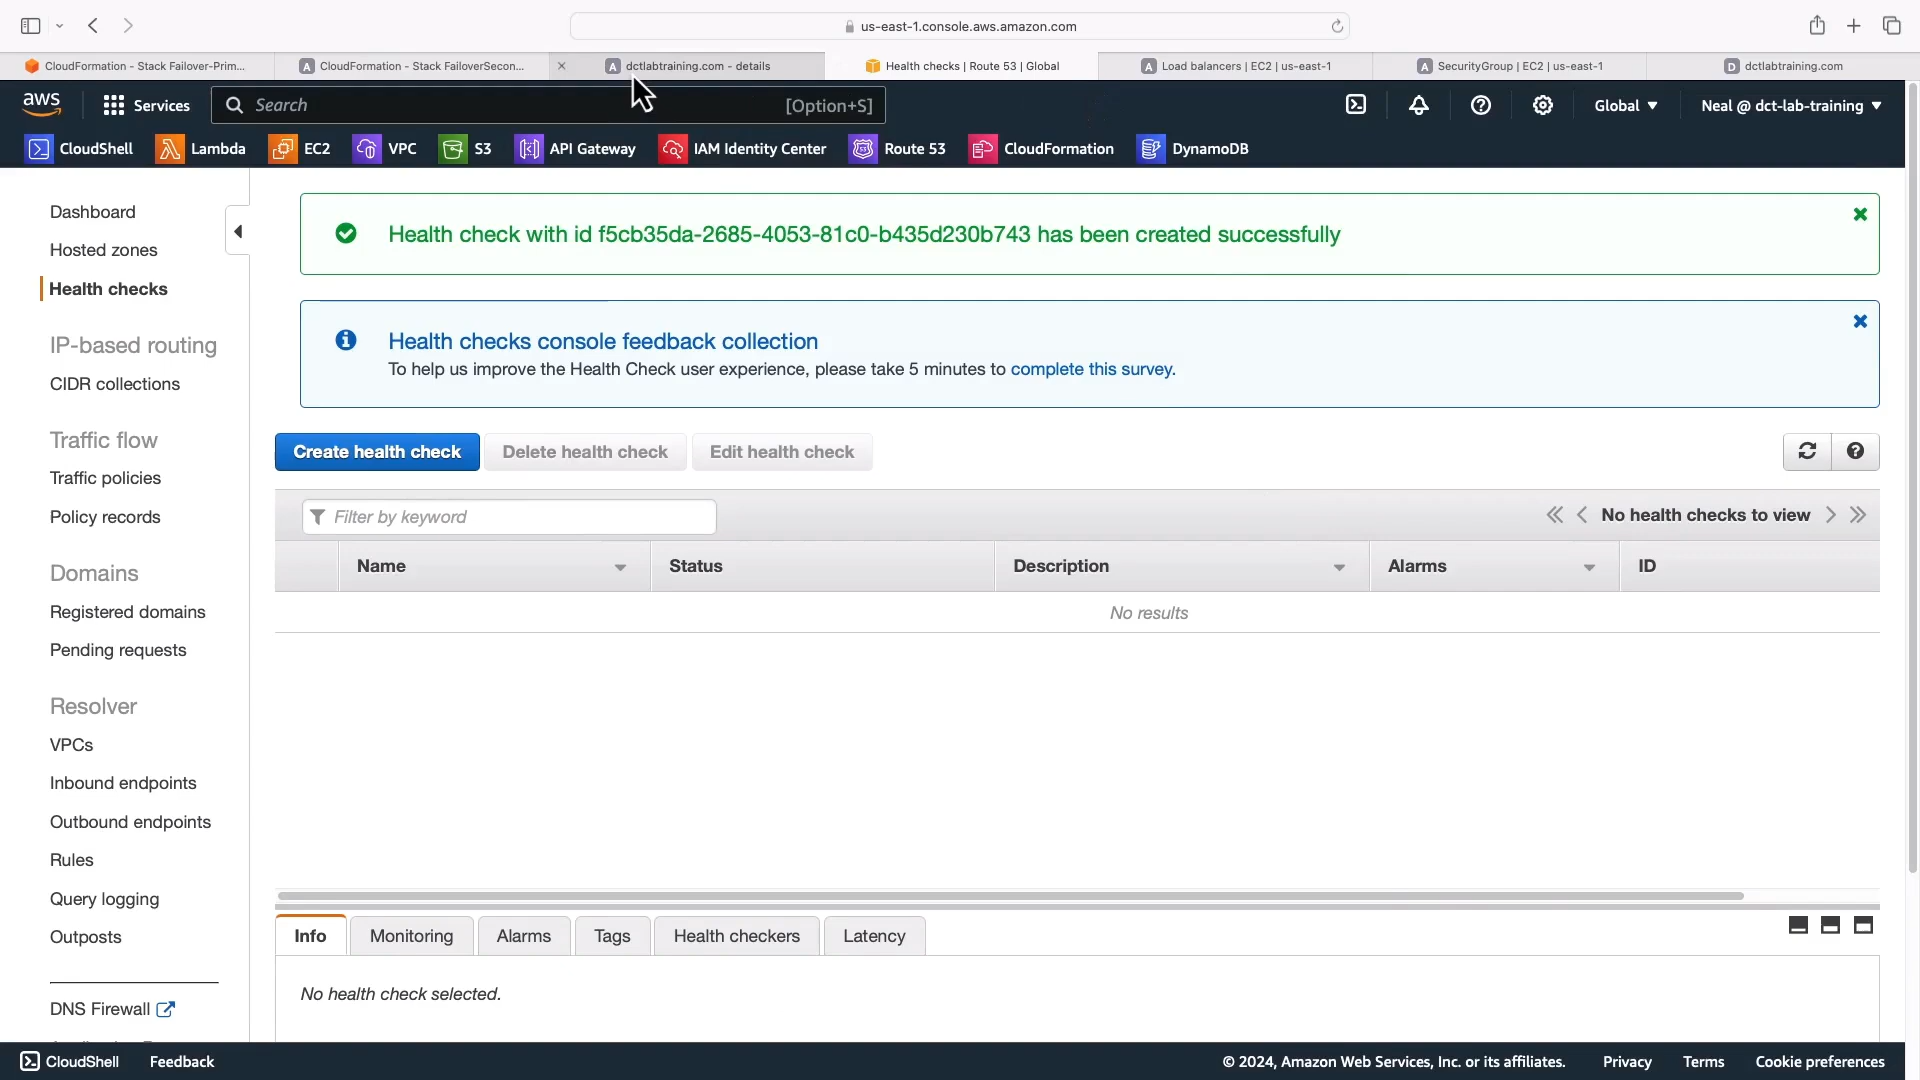 us-east-1.console.aws.amazon.com
CloudFormation - Stack Failover-Prim...
CloudFormation - Stack FailoverSecon...
dctlabtraining.com - details
Health checks | Route 53 | Global
Load balancers | EC2 | us-east-1
SecurityGroup | EC2 | us-east-1
dctlabtraining.com
aws
Services
Search
[Option+S]
Global
Neal @ dct-lab-training
CloudShell
Lambda
EC2
VPC
S3
API Gateway
IAM Identity Center
Route 53
CloudFormation
DynamoDB
Dashboard
Hosted zones
Health checks
IP-based routing
CIDR collections
Traffic flow
Traffic policies
Policy records
Domains
Registered domains
Pending requests
Resolver
VPCs
Inbound endpoints
Outbound endpoints
Rules
Query logging
Outposts
DNS Firewall
Health check with id f5cb35da-2685-4053-81c0-b435d230b743 has been created successfully
Health checks console feedback collection
To help us improve the Health Check user experience, please take 5 minutes to complete this survey.
Create health check
Delete health check
Edit health check
Filter by keyword
No health checks to view
Name
Status
Description
Alarms
ID
No results
Info
Monitoring
Alarms
Tags
Health checkers
Latency
No health check selected.
CloudShell
Feedback
© 2024, Amazon Web Services, Inc. or its affiliates.
Privacy
Terms
Cookie preferences